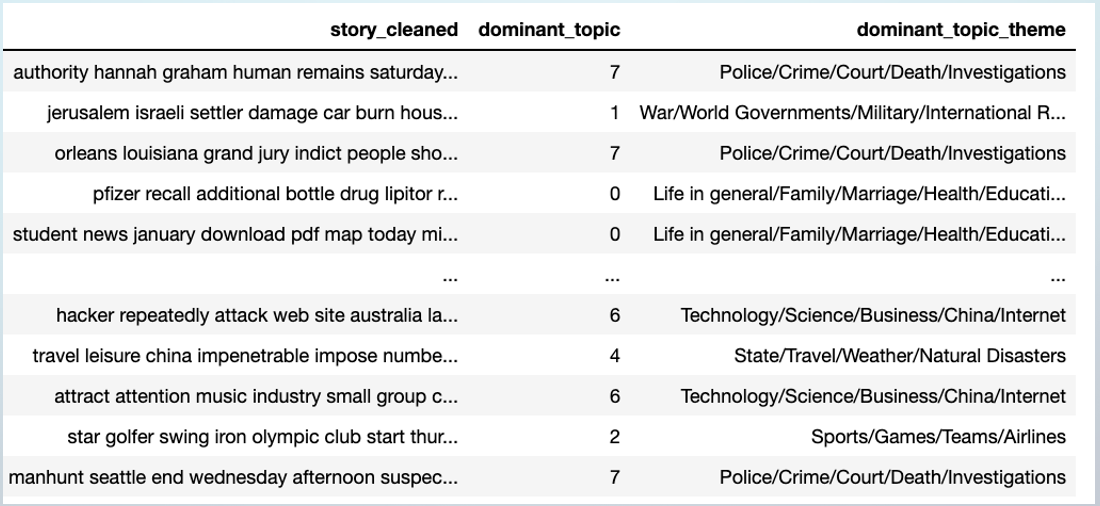 story_cleaned dominant_topic dominant_topic_theme
authority hannah graham human remains saturday... 7 Police/Crime/Court/Death/Investigations
jerusalem israeli settler damage car burn hous... 1 War/World Governments/Military/International R...
orleans louisiana grand jury indict people sho... 7 Police/Crime/Court/Death/Investigations
pfizer recall additional bottle drug lipitor r... 0 Life in general/Family/Marriage/Health/Educati...
student news january download pdf map today mi... 0 Life in general/Family/Marriage/Health/Educati...
... ... ...
hacker repeatedly attack web site australia la... 6 Technology/Science/Business/China/Internet
travel leisure china impenetrable impose numbe... 4 State/Travel/Weather/Natural Disasters
attract attention music industry small group c... 6 Technology/Science/Business/China/Internet
star golfer swing iron olympic club start thur... 2 Sports/Games/Teams/Airlines
manhunt seattle end wednesday afternoon suspec... 7 Police/Crime/Court/Death/Investigations